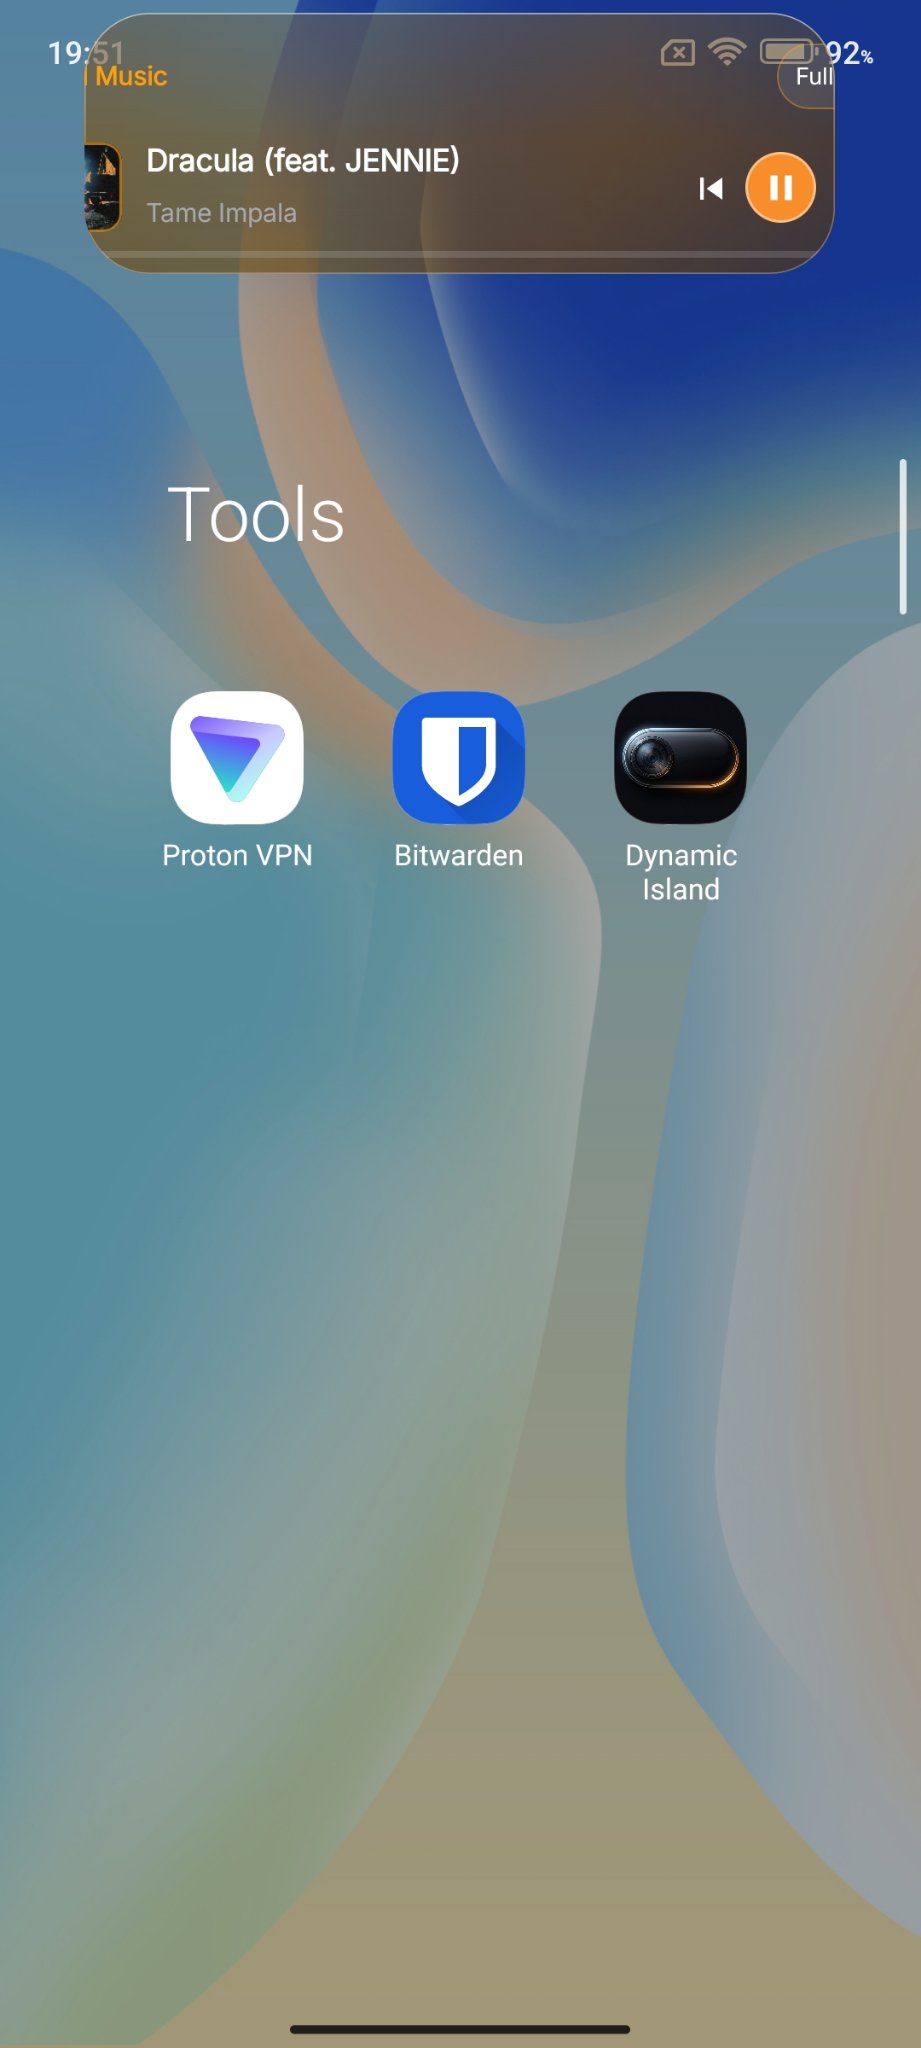 19:51
92%
Music
Full
Dracula (feat. JENNIE)
Tame Impala
Tools
Proton VPN
Bitwarden
Dynamic
Island